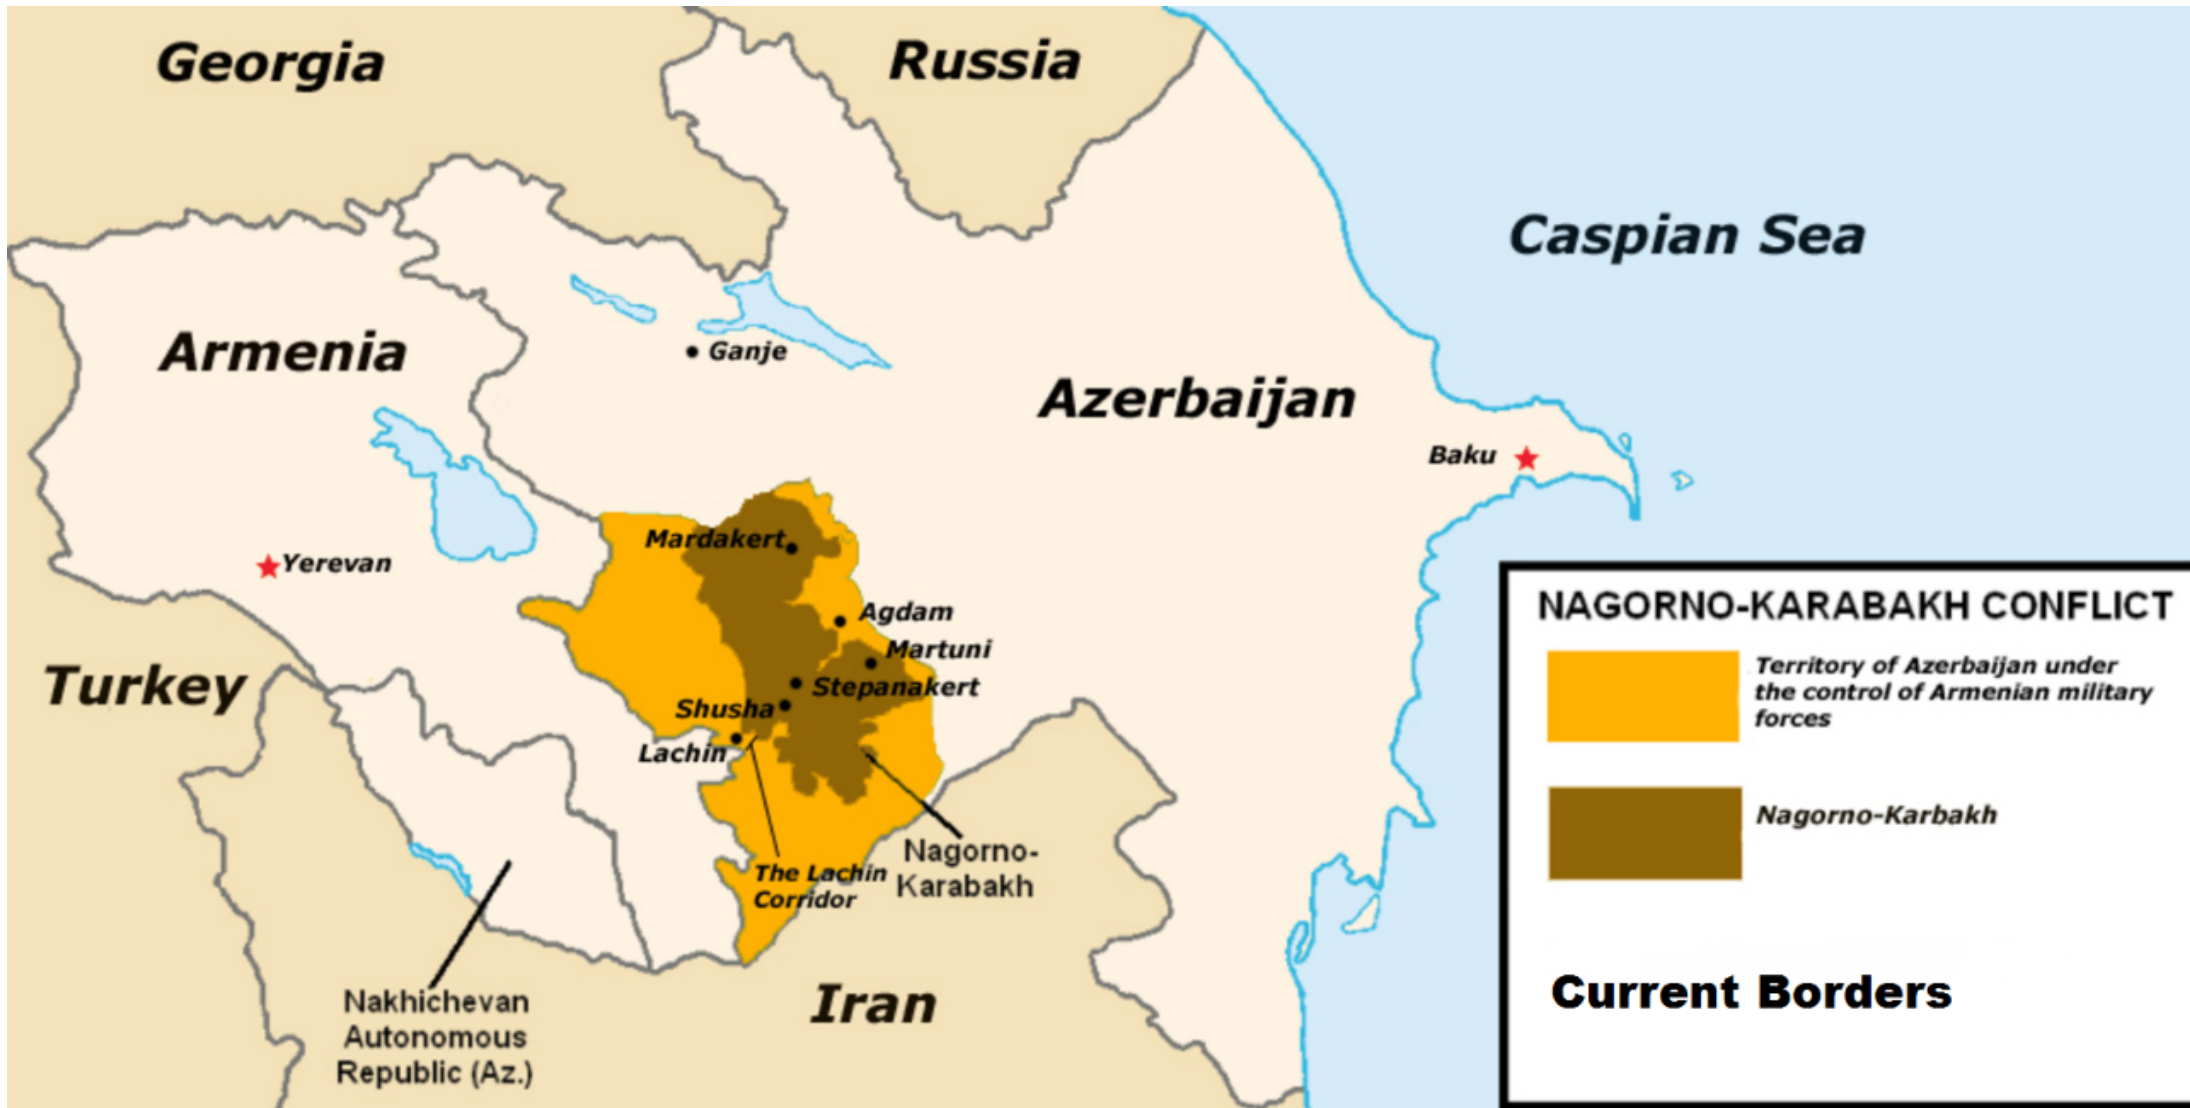 Georgia
Russia
Caspian Sea
Armenia
Ganje
Azerbaijan
Baku
Mardakert
Yerevan
Agdam
Martuni
Stepanakert
Shusha
Lachin
Turkey
The Lachin
Corridor
Nagorno-
Karabakh
Nakhichevan
Autonomous
Republic (Az.)
Iran
NAGORNO-KARABAKH CONFLICT
Territory of Azerbaijan under
the control of Armenian military
forces
Nagorno-Karbakh
Current Borders